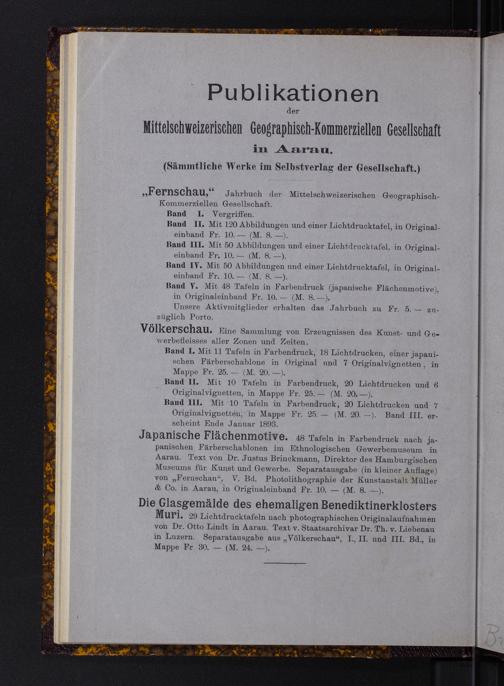 Publikationen
der
Mittelschweizerischen Geographisch-Kommerziellen Gesellschaft
in Aarau.
(Sämmtliche Werke im Selbstverlag der Gesellschaft.)
„Fernschau,“ Jahrbuch der Mittelschweizerischen Geographisch-
Kommerziellen Gesellschaft.
Band I. Vergriffen.
Band II. Mit 120 Abbildungen und einer Lichtdrucktafel, in Original-
einband Fr. 10. — (M. 8. —).
Band III. Mit 50 Abbildungen und einer Lichtdrucktafel, in Original-
einband Fr. 10. — (M. 8. —).
Band IV. Mit 50 Abbildungen und einer Lichtdrucktafel, in Original-
einband Fr. 10. — (M. 8. —).
Band V. Mit 48 Tafeln in Farbendruck (japanische Flächenmotive),
in Originaleinband Fr. 10. — (M. 8. —).
Unsere Aktivmitglieder erhalten das Jahrbuch zu Fr. 5. — zu-
züglich Porto.
Völkerschau. Eine Sammlung von Erzeugnissen des Kunst- und Ge-
werbefleisses aller Zonen und Zeiten.
Band I. Mit 11 Tafeln in Farbendruck, 18 Lichtdrucken, einer japani-
schen Färberschablone in Original und 7 Originalvignetten, in
Mappe Fr. 25. — (M. 20. —).
Band II. Mit 10 Tafeln in Farbendruck, 20 Lichtdrucken und 6
Originalvignetten, in Mappe Fr. 25. — (M. 20. —).
Band III. Mit 10 Tafeln in Farbendruck, 20 Lichtdrucken und 7
Originalvignetten, in Mappe Fr. 25. — (M. 20. —). Band III. er-
scheint Ende Januar 1893.
Japanische Flächenmotive. 48 Tafeln in Farbendruck nach ja-
panischen Färberschablonen im Ethnologischen Gewerbemuseum in
Aarau. Text von Dr. Justus Brinckmann, Direktor des Hamburgischen
Museums für Kunst und Gewerbe. Separatausgabe (in kleiner Auflage)
von „Fernschau“, V. Bd. Photolithographie der Kunstanstalt Müller
& Co. in Aarau, in Originaleinband Fr. 10. — (M. 8. —).
Die Glasgemälde des ehemaligen Benediktinerklosters
Muri. 29 Lichtdrucktafeln nach photographischen Originalaufnahmen
von Dr. Otto Lindt in Aarau. Text v. Staatsarchivar Dr. Th. v. Liebenau
in Luzern. Separatausgabe aus „Völkerschau“, I., II. und III. Bd., in
Mappe Fr. 30. — (M. 24. —).